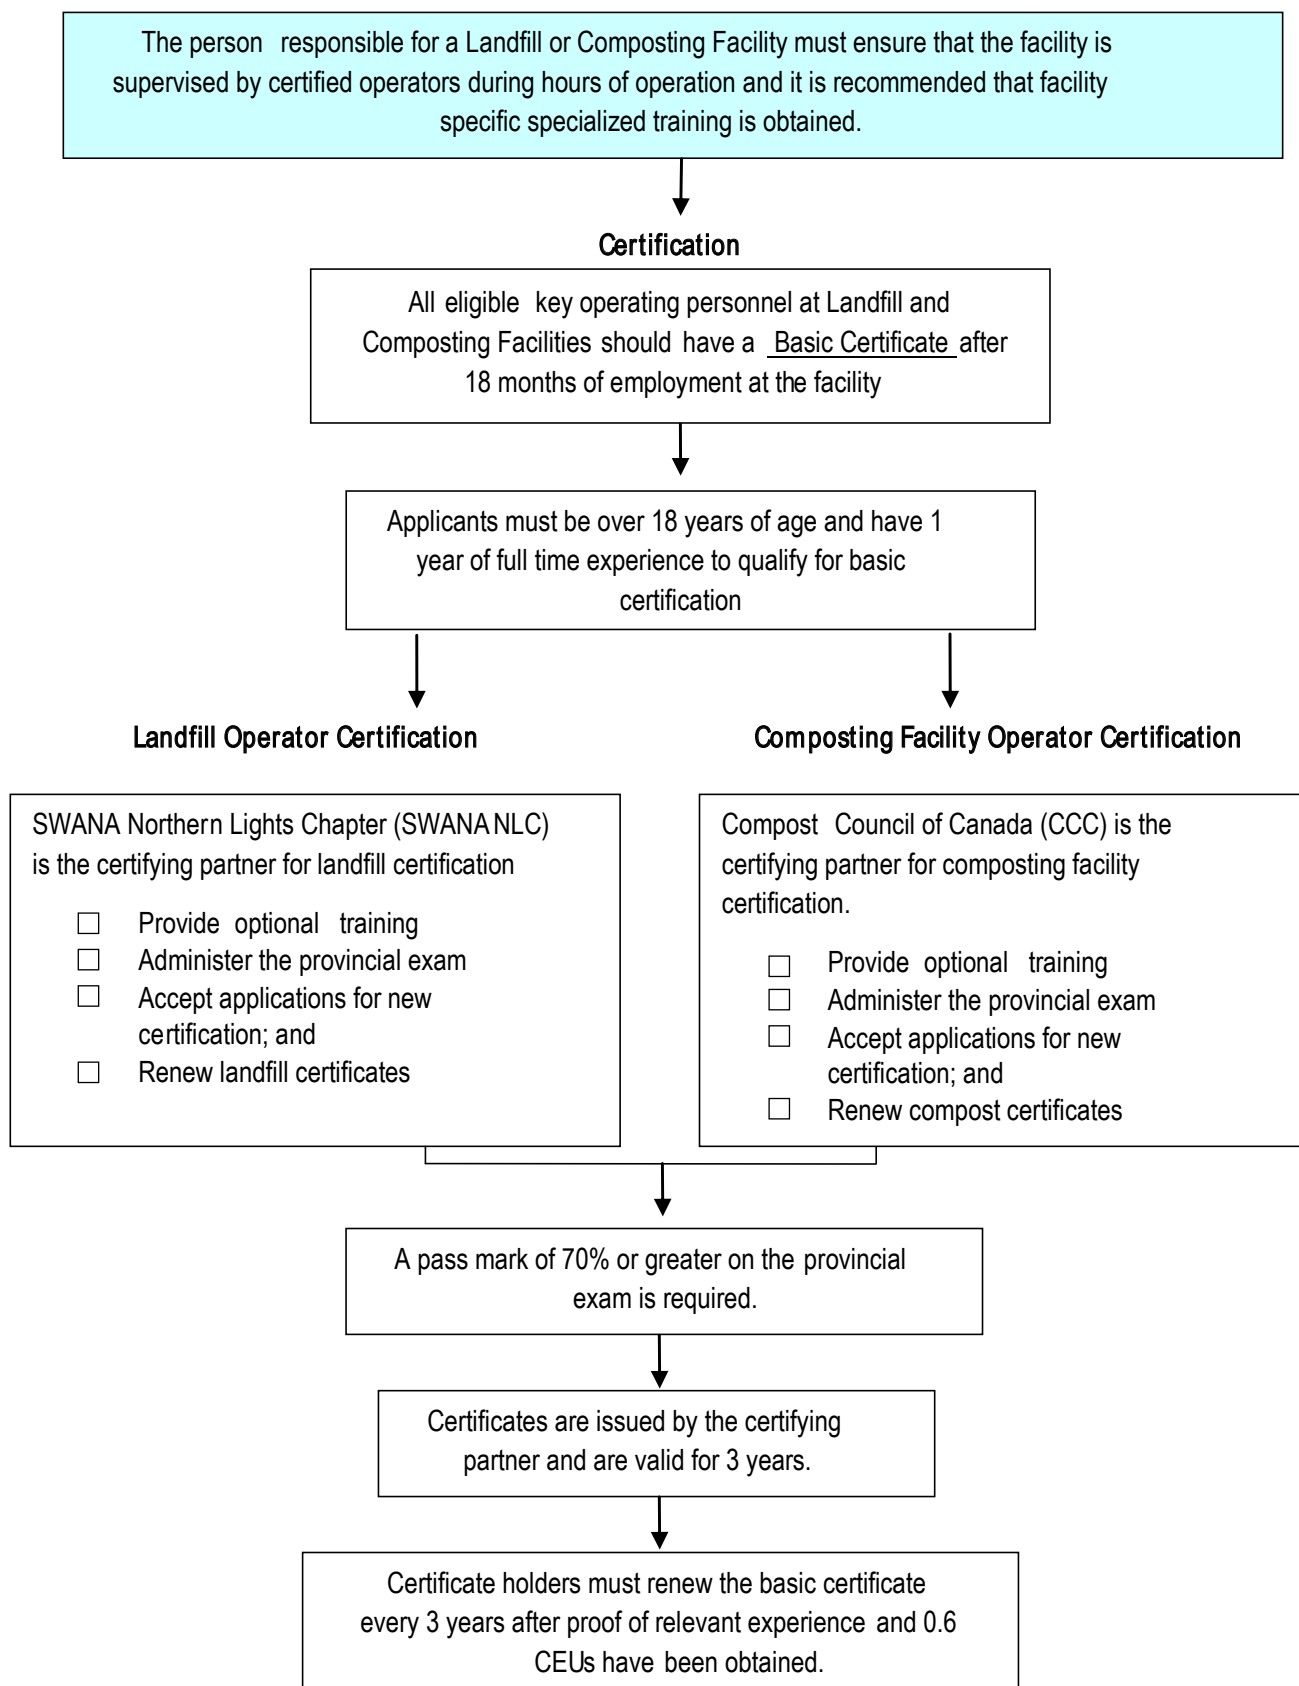 The person responsible for a Landfill or Composting Facility must ensure that the facility is
supervised by certified operators during hours of operation and it is recommended that facility
specific specialized training is obtained.
Certification
All eligible key operating personnel at Landfill and
Composting Facilities should have a Basic Certificate after
18 months of employment at the facility
Applicants must be over 18 years of age and have 1
year of full time experience to qualify for basic
certification
Landfill Operator Certification
SWANA Northern Lights Chapter (SWANA NLC)
is the certifying partner for landfill certification
☐ Provide optional training
☐ Administer the provincial exam
☐ Accept applications for new
certification; and
☐ Renew landfill certificates
Composting Facility Operator Certification
Compost Council of Canada (CCC) is the
certifying partner for composting facility
certification.
☐ Provide optional training
☐ Administer the provincial exam
☐ Accept applications for new
certification; and
☐ Renew compost certificates
A pass mark of 70% or greater on the provincial
exam is required.
Certificates are issued by the certifying
partner and are valid for 3 years.
Certificate holders must renew the basic certificate
every 3 years after proof of relevant experience and 0.6
CEUs have been obtained.